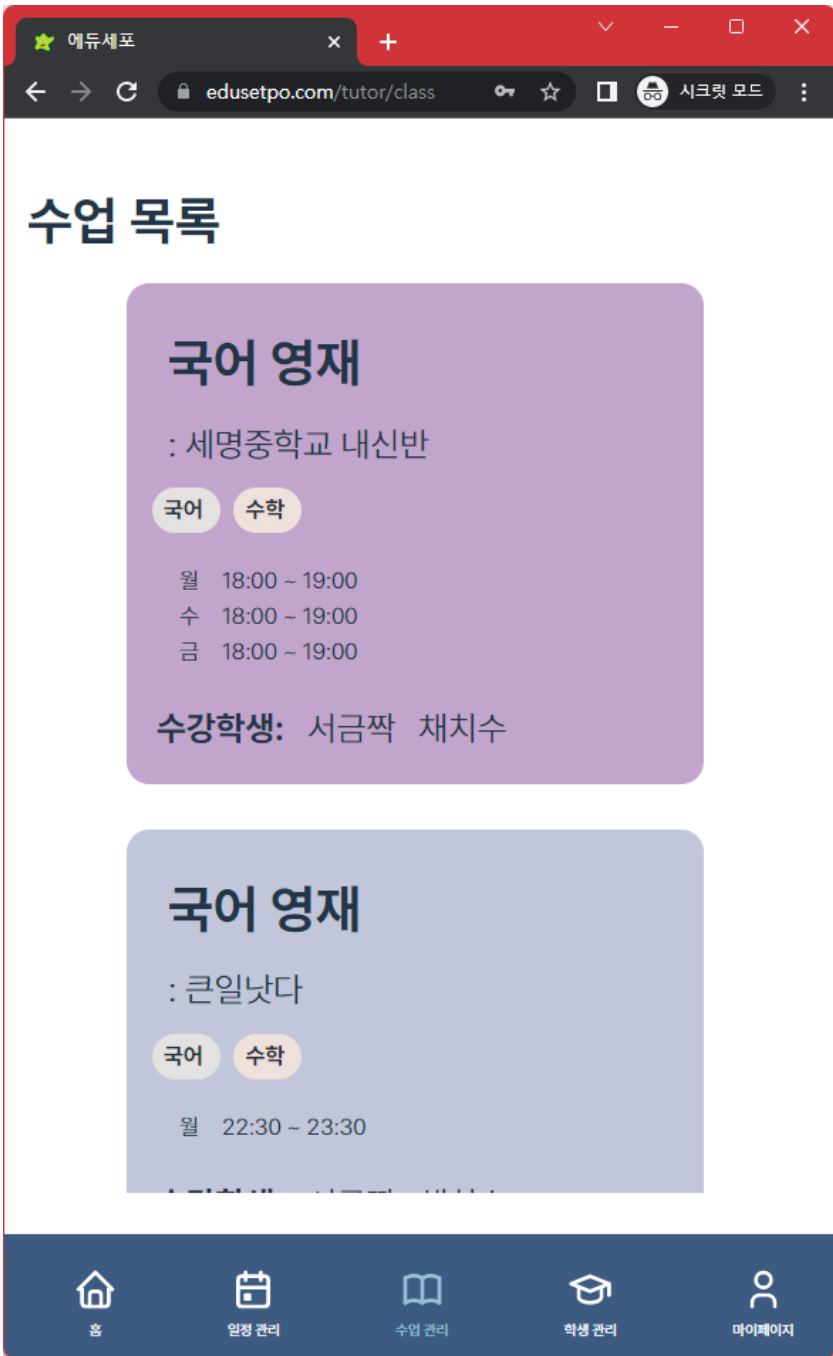 에듀세포
edusetpo.com/tutor/class
시크릿 모드
수업 목록
국어 영재
: 세명중학교 내신반
국어 수학
월 18:00 ~ 19:00
수 18:00 ~ 19:00
금 18:00 ~ 19:00
수강학생: 서금짝 채치수
국어 영재
: 큰일낫다
국어 수학
월 22:30 ~ 23:30
홈 일정 관리 수업 관리 학생 관리 마이페이지